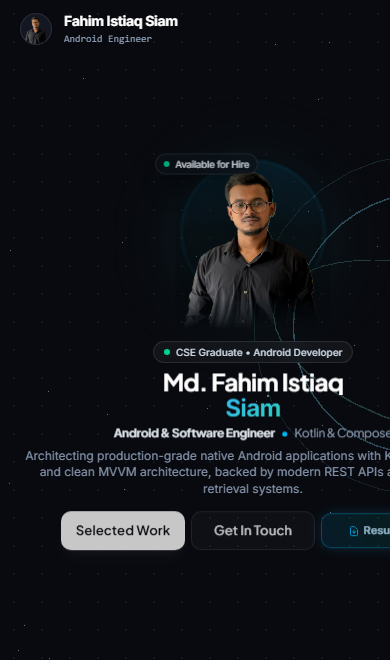 Fahim Istiaq Siam
Android Engineer
Available for Hire
CSE Graduate • Android Developer
Md. Fahim Istiaq
Siam
Android & Software Engineer • Kotlin & Compose
Architecting production-grade native Android applications with K
and clean MVVM architecture, backed by modern REST APIs a
retrieval systems.
Selected Work
Get In Touch
Resu